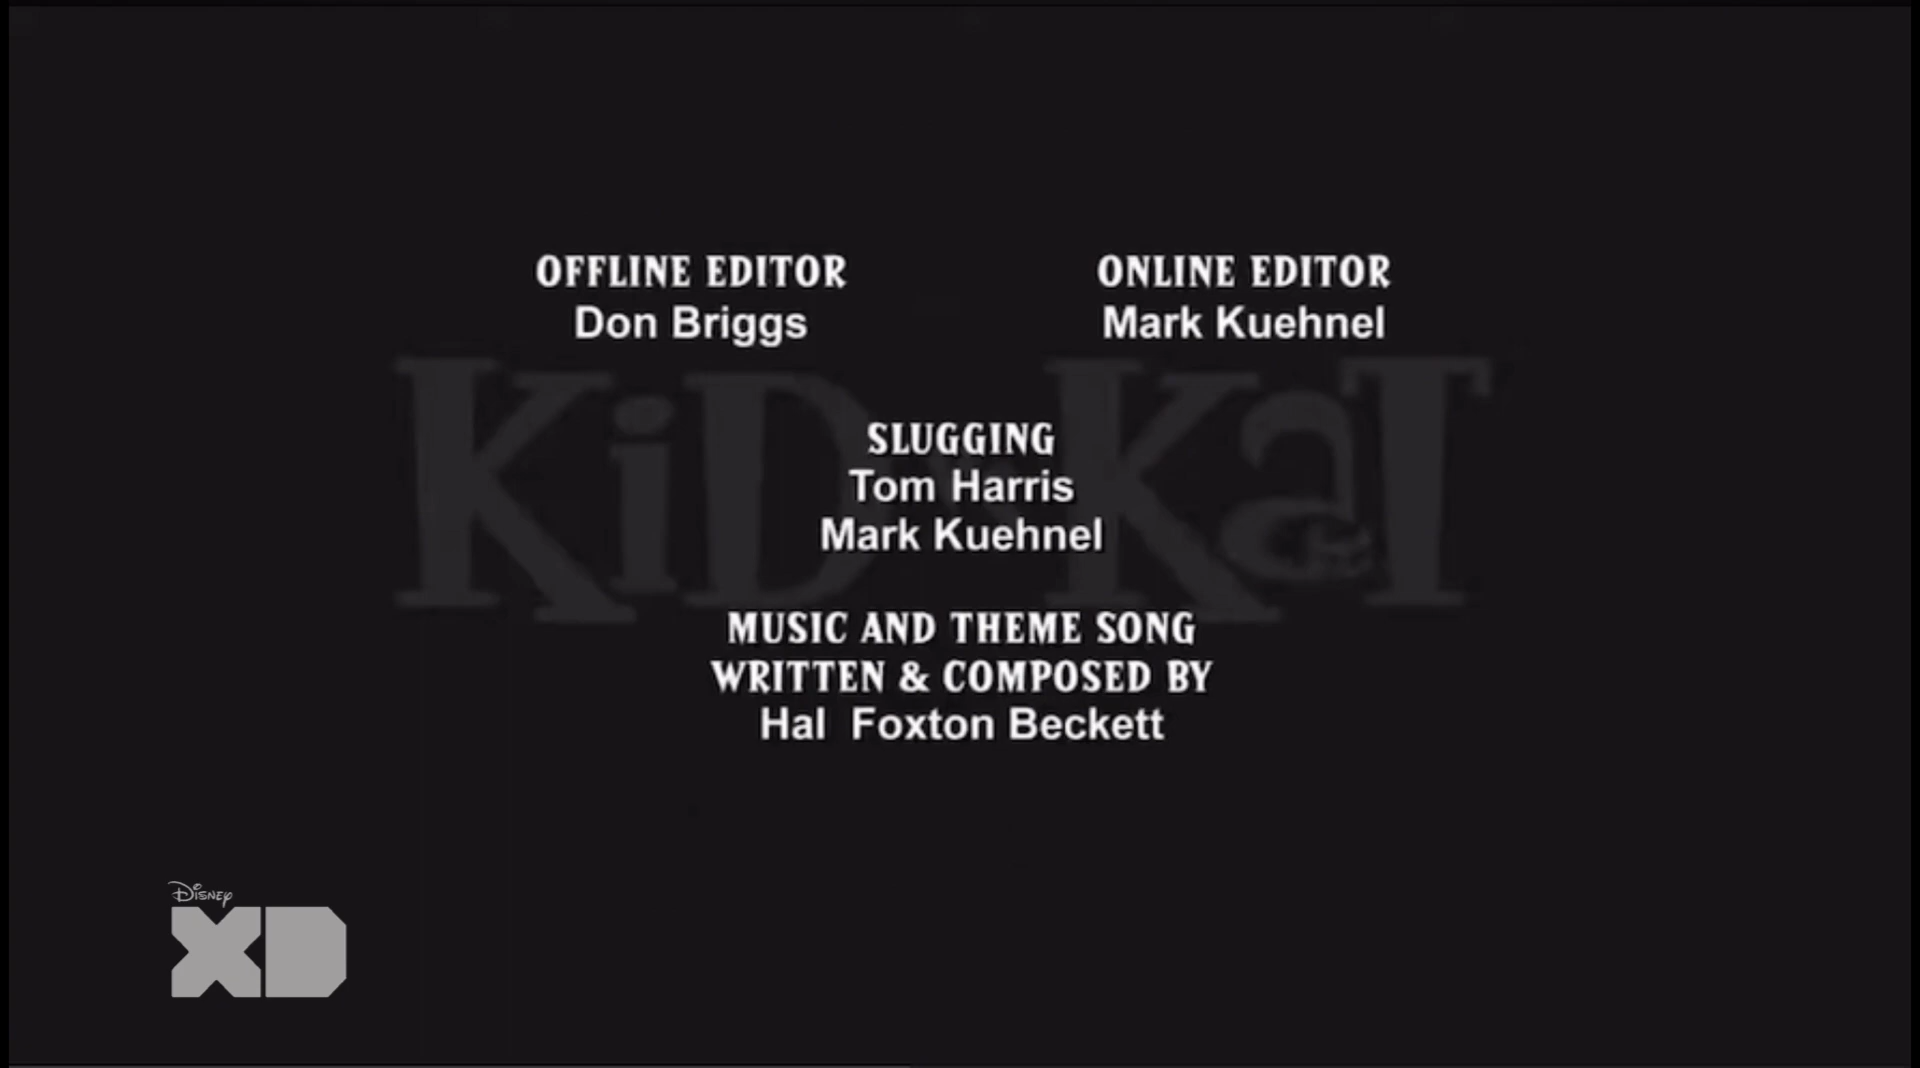 OFFLINE EDITOR
Don Briggs
ONLINE EDITOR
Mark Kuehnel
KiD Kat
SLUGGING
Tom Harris
Mark Kuehnel
MUSIC AND THEME SONG
WRITTEN & COMPOSED BY
Hal Foxton Beckett
Disney
XD